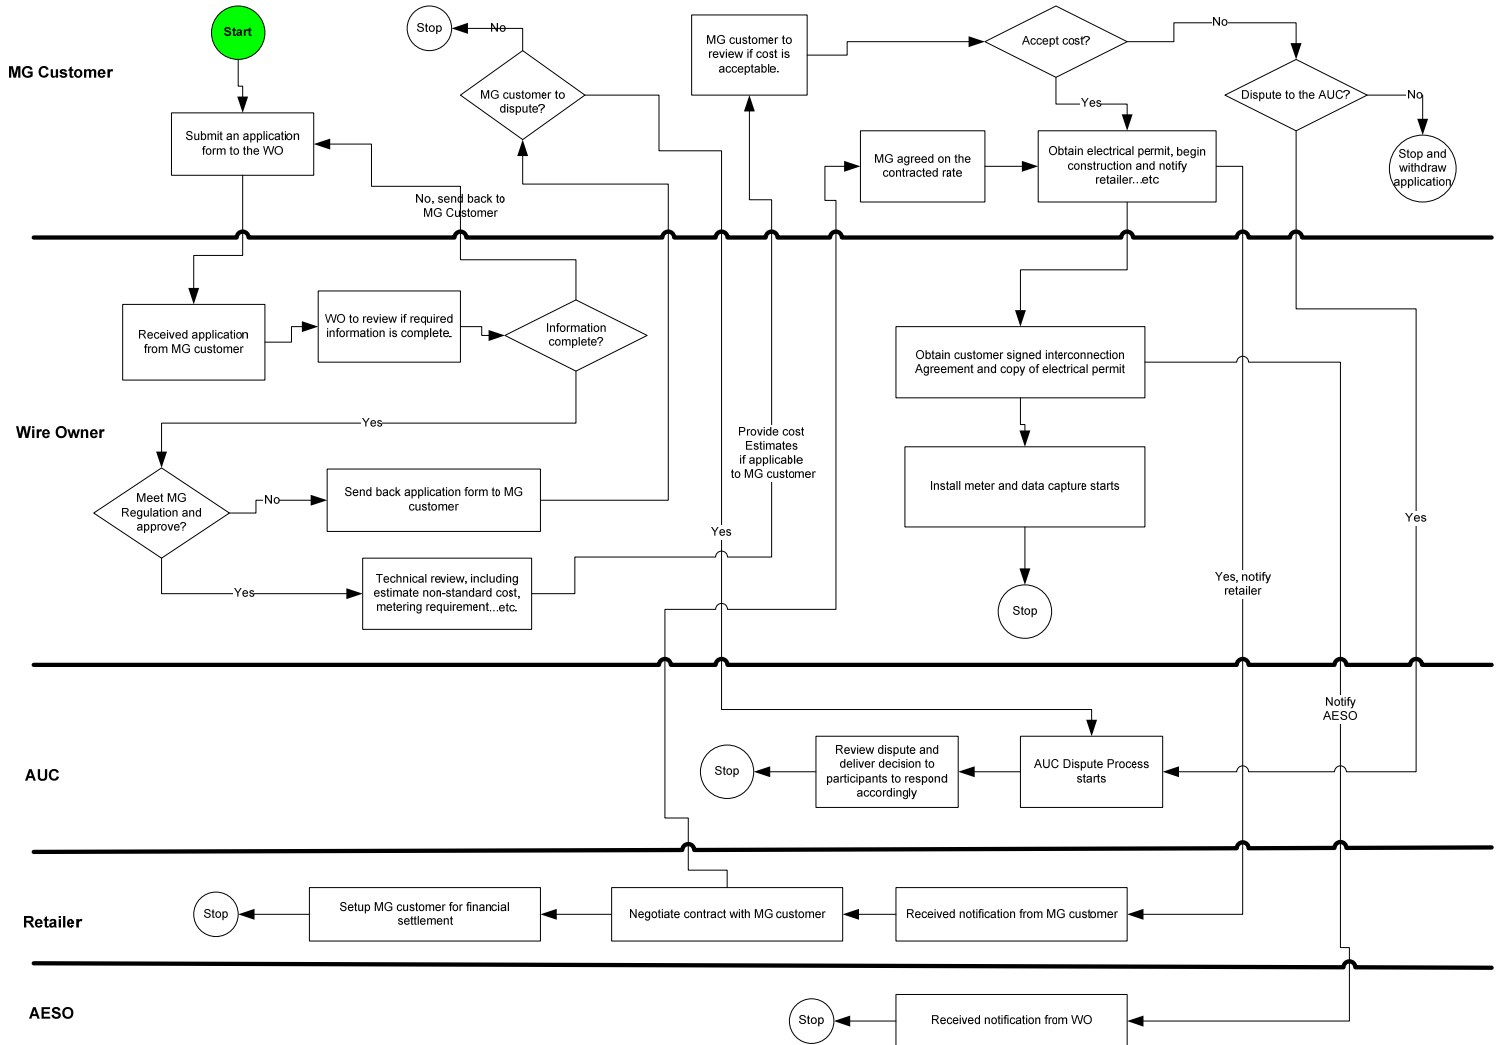 Start
Stop
No
MG customer to
review if cost is
acceptable.
Accept cost?
No
MG Customer
MG customer to
dispute?
Yes
Dispute to the AUC?
No
Submit an application
form to the WO
MG agreed on the
contracted rate
Obtain electrical permit, begin
construction and notify
retailer...etc
Stop and
withdraw
application
No, send back to
MG Customer
Received application
from MG customer
WO to review if required
information is complete.
Information
complete?
Obtain customer signed interconnection
Agreement and copy of electrical permit
Yes
Wire Owner
Provide cost
Estimates
if applicable
to MG customer
Meet MG
Regulation and
approve?
No
Send back application form to MG
customer
Install meter and data capture starts
Yes
Yes
Technical review, including
estimate non-standard cost,
metering requirement...etc.
Yes
Yes, notify
retailer
Stop
Notify
AESO
AUC
Stop
Review dispute and
deliver decision to
participants to respond
accordingly
AUC Dispute Process
starts
Retailer
Stop
Setup MG customer for financial
settlement
Negotiate contract with MG customer
Received notification from MG customer
AESO
Stop
Received notification from WO